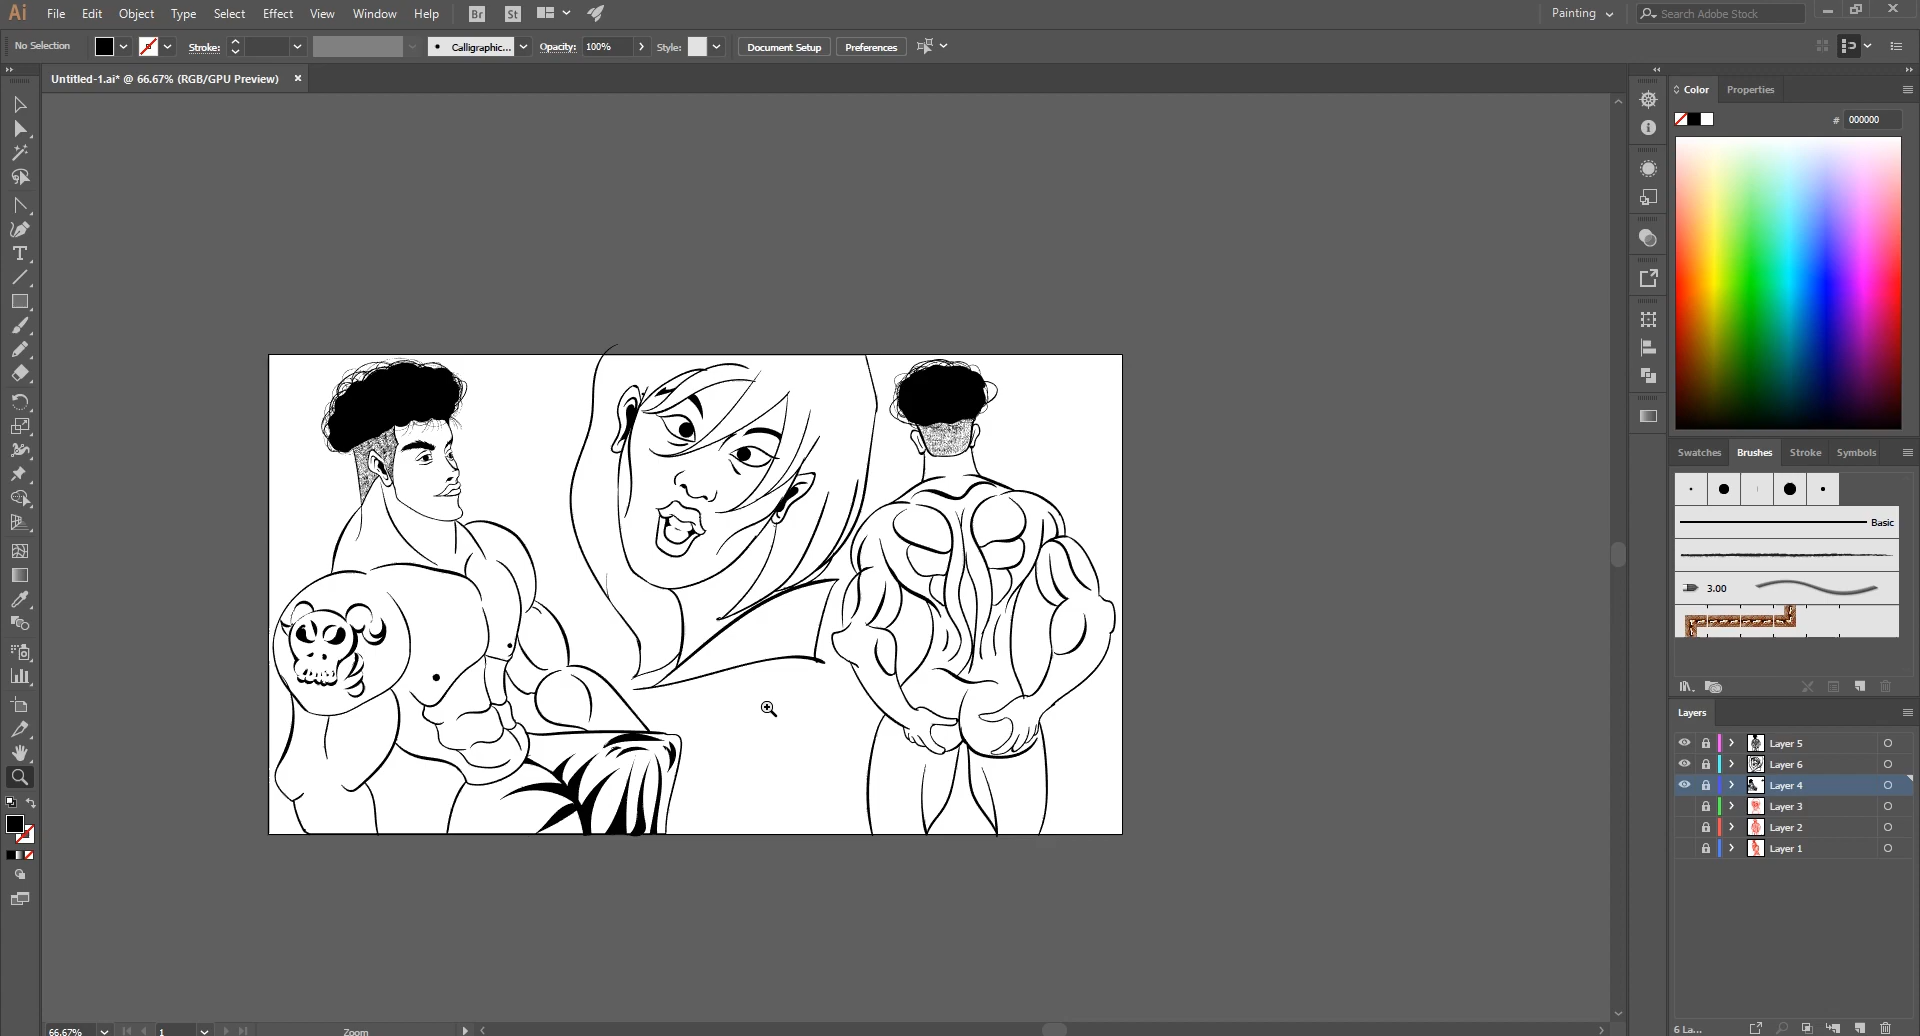 Ai File Edit Object Type Select Effect View Window Help Br St Painting Search Adobe Stock
No Selection Stroke: Calligraphic... Opacity: 100% Style: Document Setup Preferences
Untitled-1.ai* @ 66.67% (RGB/GPU Preview)
Color Properties
# 000000
Swatches Brushes Stroke Symbols
Basic
3.00
Layers
Layer 5
Layer 6
Layer 4
Layer 3
Layer 2
Layer 1
66.67% 1 Zoom 6 La...